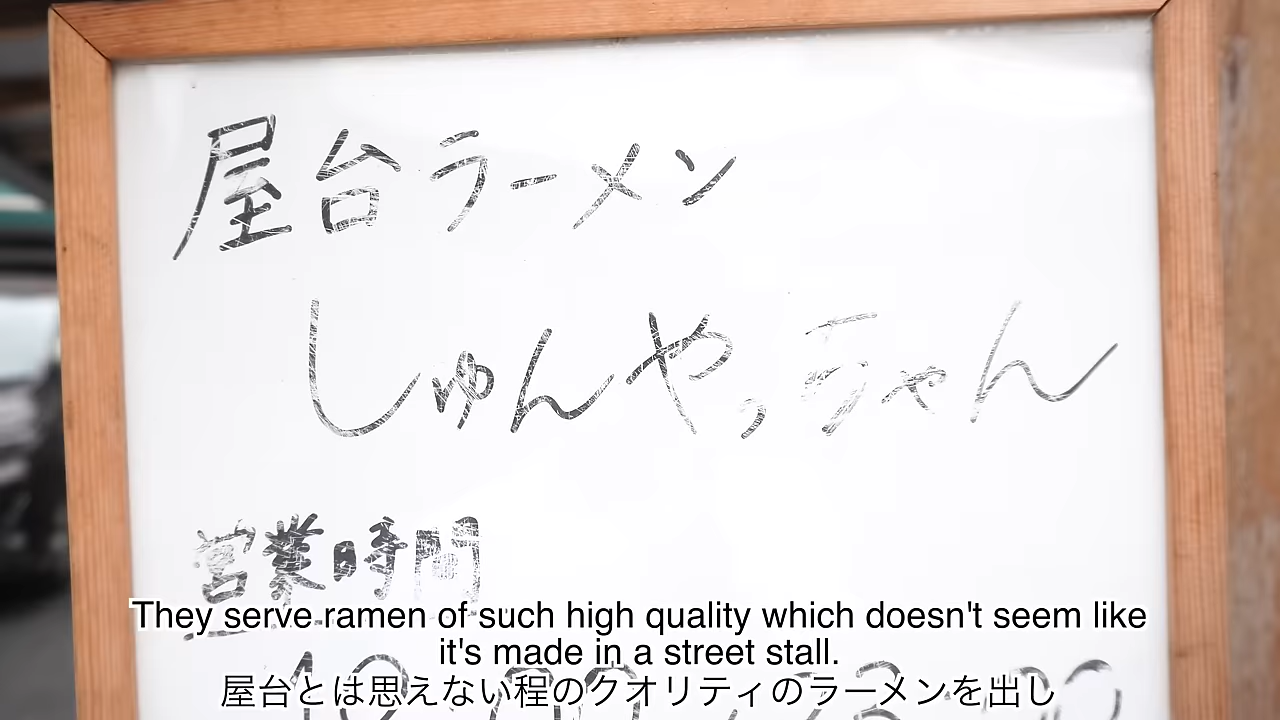 屋台ラーメン
しゅんやっちゃん
営業時間
They serve ramen of such high quality which doesn't seem like
it's made in a street stall.
屋台とは思えない程のクオリティのラーメンを出し